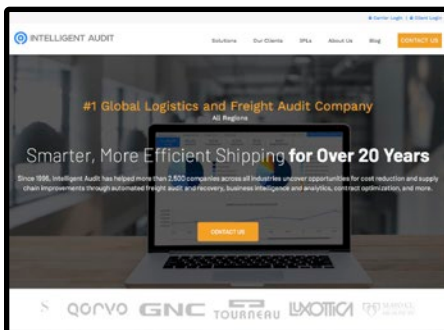 Carrier Login | Client Login
INTELLIGENT AUDIT
Solutions Our Clients 3PLs About Us Blog CONTACT US
#1 Global Logistics and Freight Audit Company
All Regions
Smarter, More Efficient Shipping for Over 20 Years
Since 1996, Intelligent Audit has helped more than 2,500 companies across all industries uncover opportunities for cost reduction and supply
chain improvements through automated freight audit and recovery, business intelligence and analytics, contract optimization, and more.
CONTACT US
S QORVO GNC TOURNEAU LUXOTTICA